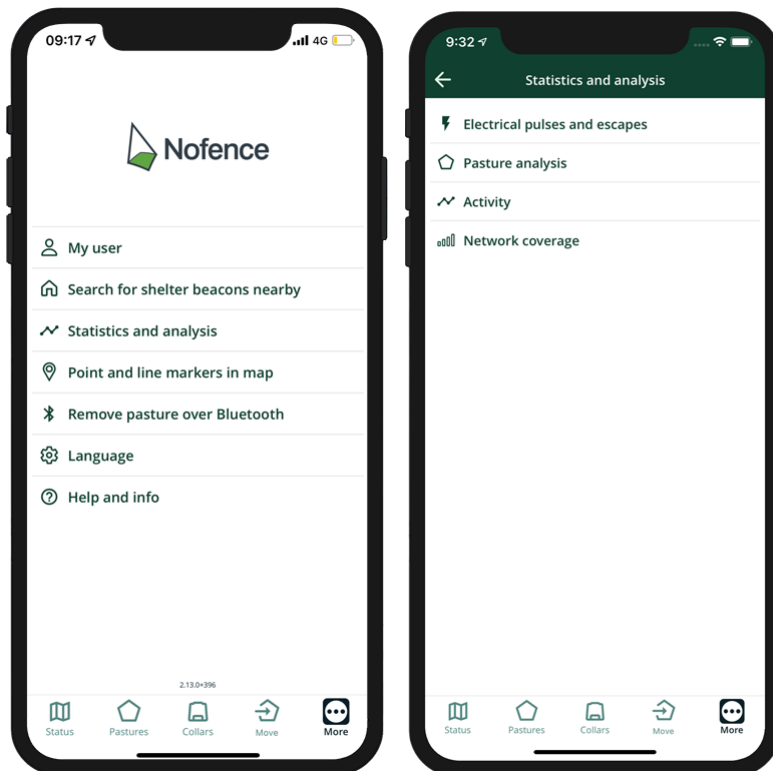 09:17
4G
Nofence
My user
Search for shelter beacons nearby
Statistics and analysis
Point and line markers in map
Remove pasture over Bluetooth
Language
Help and info
2.13.0+396
Status Pastures Collars Move More
9:32
Statistics and analysis
Electrical pulses and escapes
Pasture analysis
Activity
Network coverage
Status Pastures Collars Move More